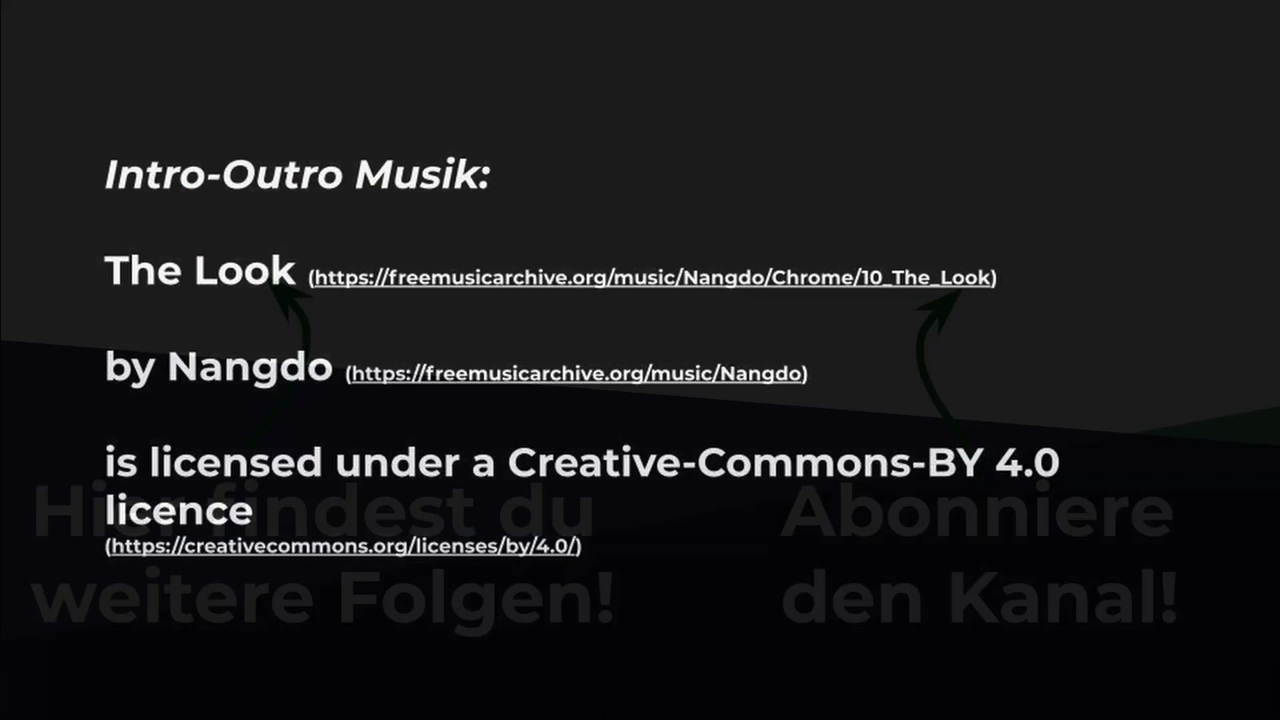 Intro-Outro Musik:
The Look (https://freemusicarchive.org/music/Nangdo/Chrome/10_The_Look)
by Nangdo (https://freemusicarchive.org/music/Nangdo)
is licensed under a Creative-Commons-BY 4.0
licence
(https://creativecommons.org/licenses/by/4.0/)
Hier findest du
weitere Folgen!
Abonniere
den Kanal!